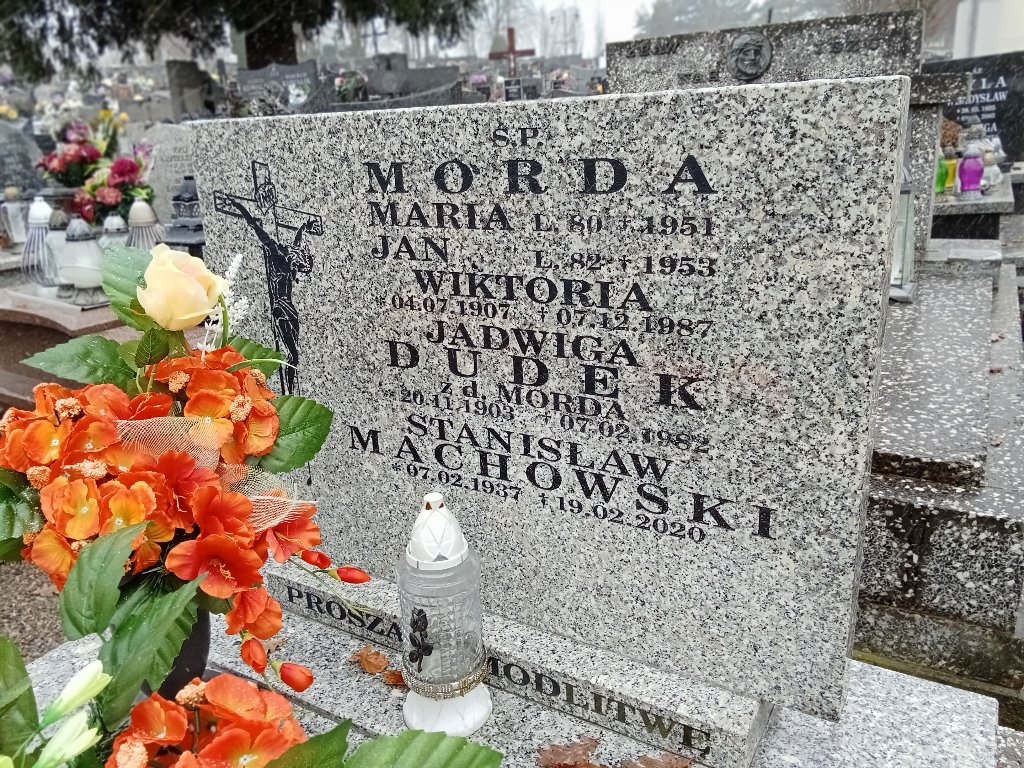 Ś.P.
MORDA
MARIA L. 80 † 1951
JAN L. 82 † 1953
WIKTORIA
* 04.07.1907 † 07.12.1987
JADWIGA
DUDEK
z d. MORDA
* 20.11.1903 † 07.02.1982
STANISŁAW
MACHOWSKI
* 07.02.1937 † 19.02.2020
PROSZĄ MODLITWĘ